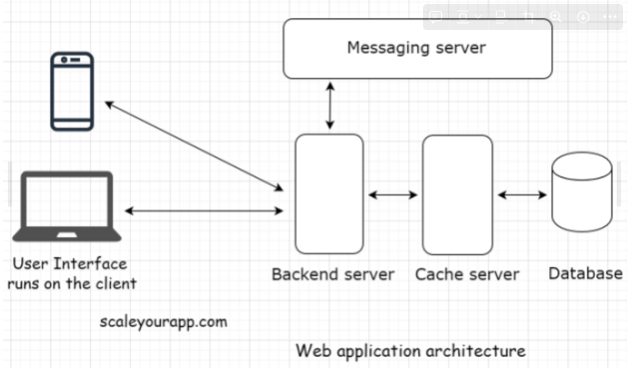 Messaging server
User Interface
runs on the client
Backend server
Cache server
Database
scaleyourapp.com
Web application architecture